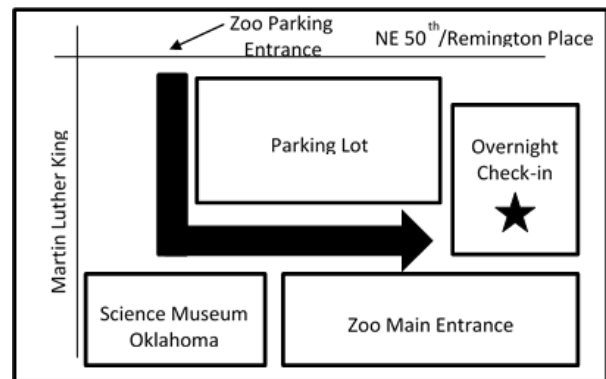 Zoo Parking
Entrance
NE 50th/Remington Place
Martin Luther King
Parking Lot
Overnight
Check-in
Science Museum
Oklahoma
Zoo Main Entrance